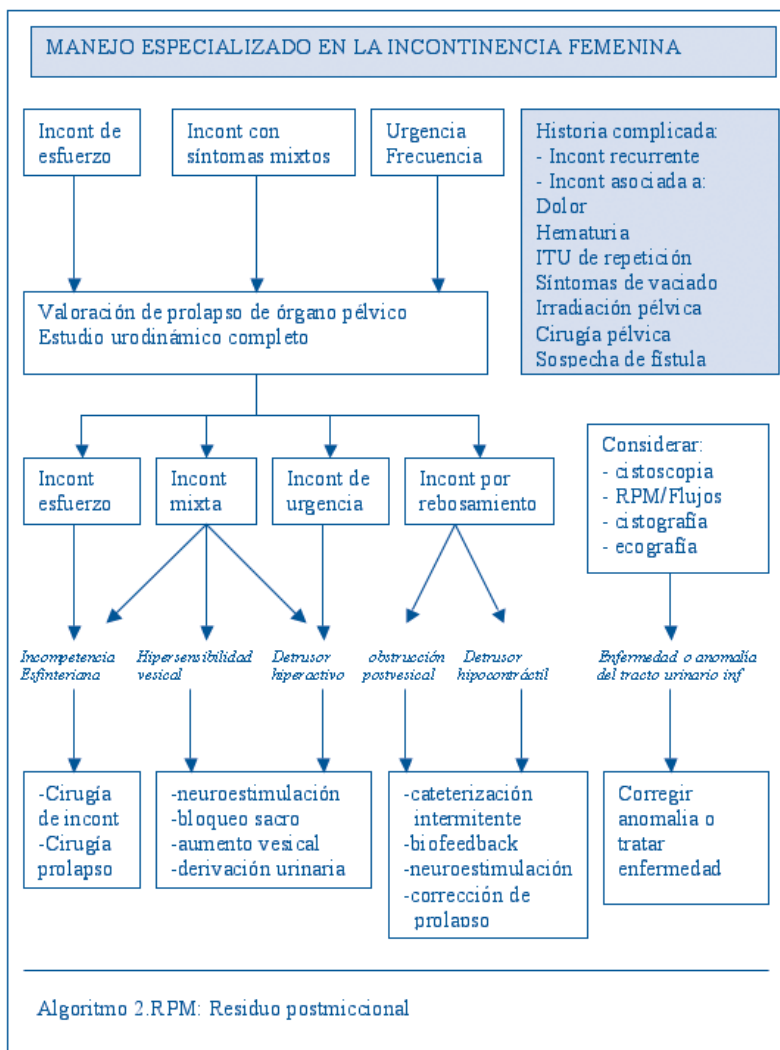 MANEJO ESPECIALIZADO EN LA INCONTINENCIA FEMENINA
Incont de
esfuerzo
Incont con
síntomas mixtos
Urgencia
Frecuencia
Historia complicada:
- Incont recurrente
- Incont asociada a:
Dolor
Hematuria
ITU de repetición
Síntomas de vaciado
Irradiación pélvica
Cirugía pélvica
Sospecha de fístula
Valoración de prolapso de órgano pélvico
Estudio urodinámico completo
Incont
esfuerzo
Incont
mixta
Incont de
urgencia
Incont por
rebosamiento
Considerar:
- cistoscopia
- RPM/Flujos
- cistografía
- ecografía
Incompetencia
Esfinteriana
Hipersensibilidad
vesical
Detrusor
hiperactivo
obstrucción
postvesical
Detrusor
hipocontráctil
Enfermedad o anomalía
del tracto urinario inf
-Cirugía
de incont
-Cirugía
prolapso
-neuroestimulación
-bloqueo sacro
-aumento vesical
-derivación urinaria
-cateterización
intermitente
-biofeedback
-neuroestimulación
-corrección de
prolapso
Corregir
anomalia o
tratar
enfermedad
Algoritmo 2.RPM: Residuo postmiccional